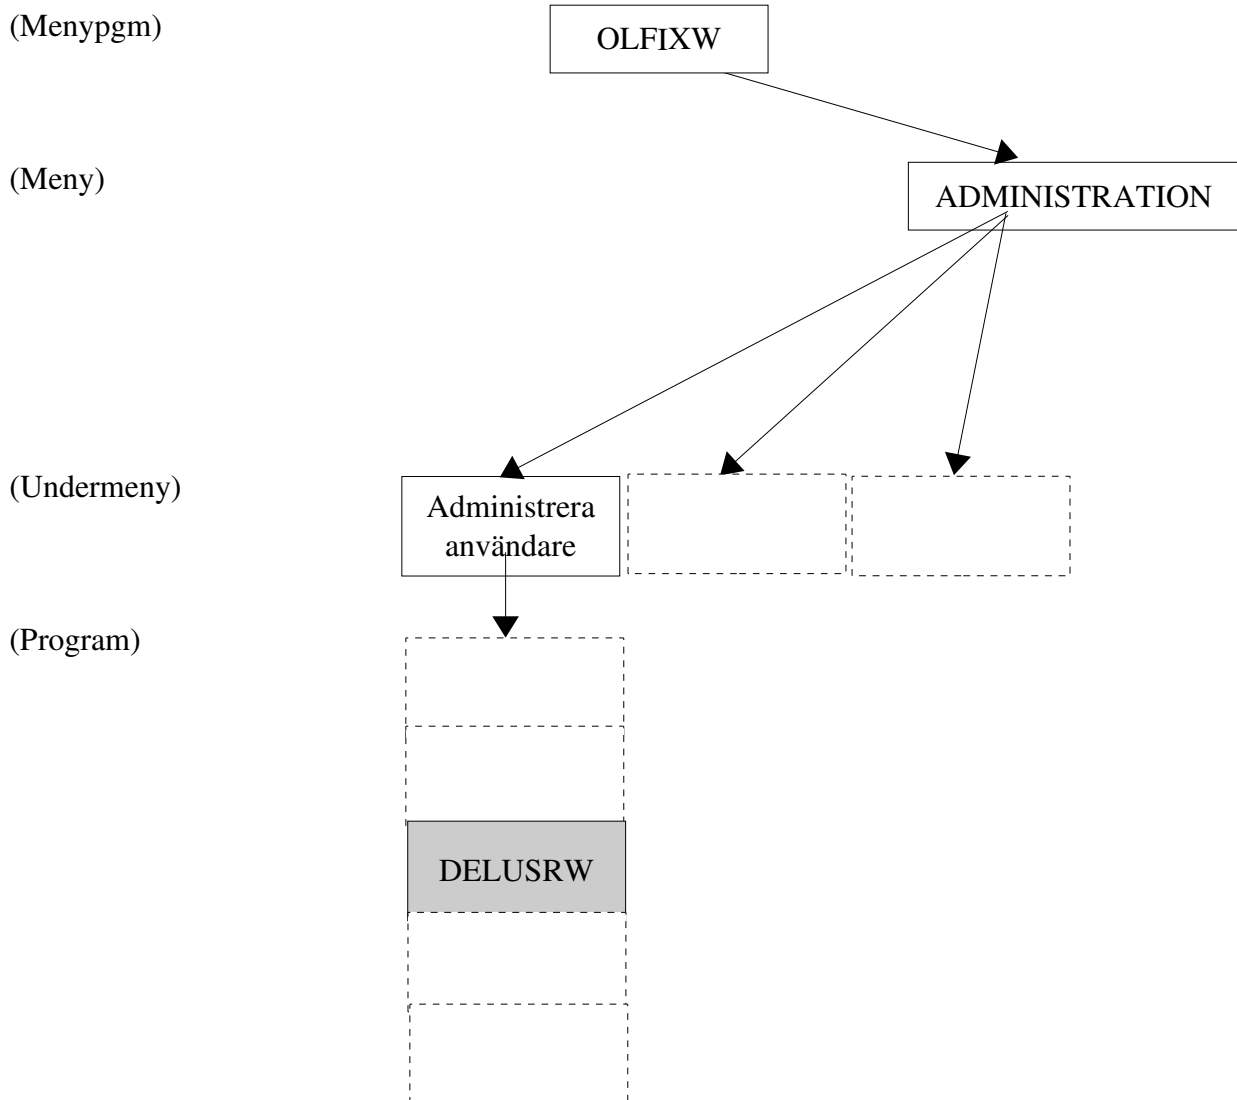 (Menypgm)
OLFIXW
(Meny)
ADMINISTRATION
(Undermeny)
Administrera
användare
(Program)
DELUSRW